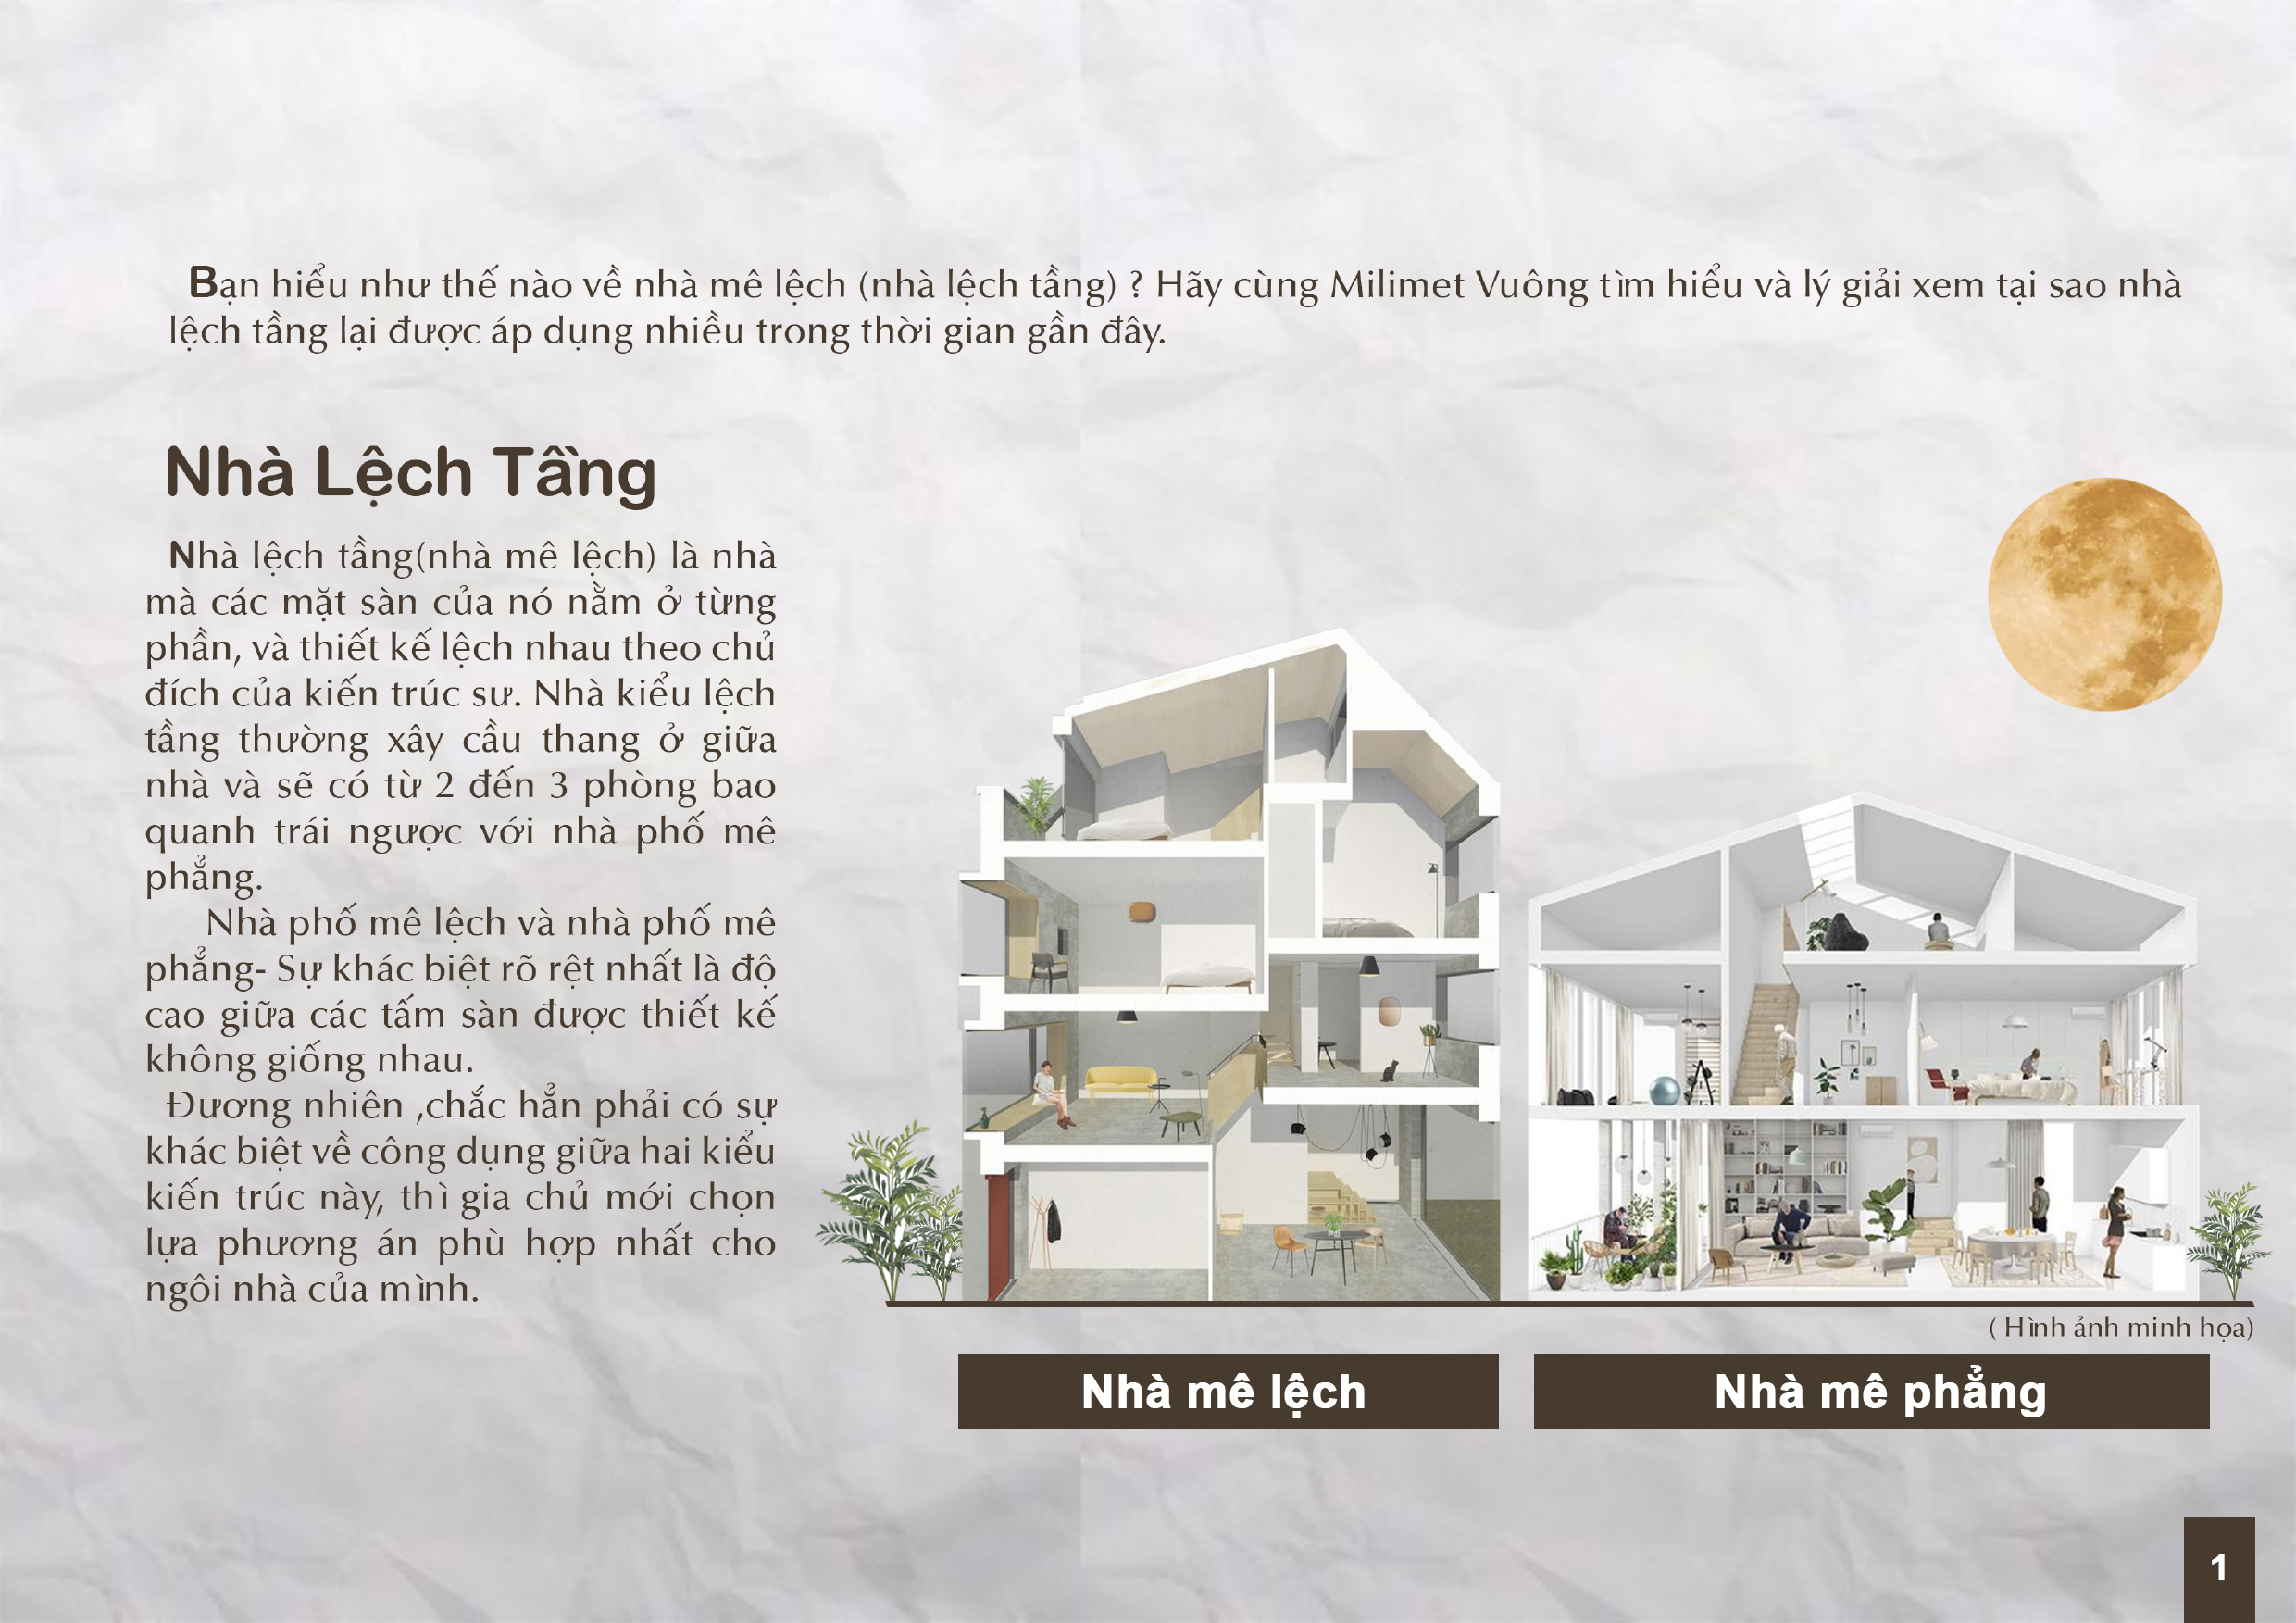 Bạn hiểu như thế nào về nhà mê lệch (nhà lệch tầng) ? Hãy cùng Milimet Vuông tìm hiểu và lý giải xem tại sao nhà
lệch tầng lại được áp dụng nhiều trong thời gian gần đây.
Nhà Lệch Tầng
Nhà lệch tầng(nhà mê lệch) là nhà
mà các mặt sàn của nó nằm ở từng
phần, và thiết kế lệch nhau theo chủ
đích của kiến trúc sư. Nhà kiểu lệch
tầng thường xây cầu thang ở giữa
nhà và sẽ có từ 2 đến 3 phòng bao
quanh trái ngược với nhà phố mê
phẳng.
Nhà phố mê lệch và nhà phố mê
phẳng- Sự khác biệt rõ rệt nhất là độ
cao giữa các tấm sàn được thiết kế
không giống nhau.
Đương nhiên ,chắc hẳn phải có sự
khác biệt về công dụng giữa hai kiểu
kiến trúc này, thì gia chủ mới chọn
lựa phương án phù hợp nhất cho
ngôi nhà của mình.
( Hình ảnh minh họa)
Nhà mê lệch
Nhà mê phẳng
1